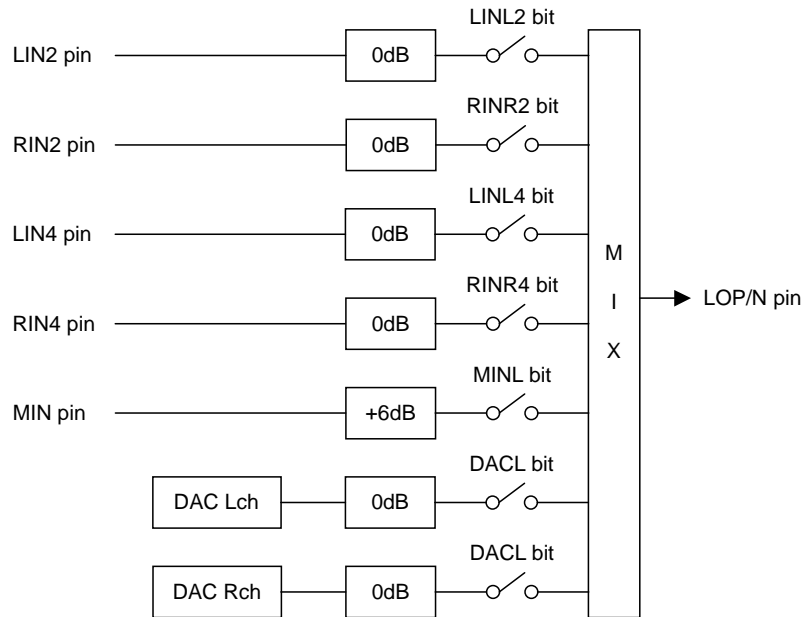 LINL2 bit
LIN2 pin
0dB
RINR2 bit
RIN2 pin
0dB
LINL4 bit
LIN4 pin
0dB
M
I
X
RINR4 bit
RIN4 pin
0dB
LOP/N pin
MINL bit
MIN pin
+6dB
DACL bit
DAC Lch
0dB
DACL bit
DAC Rch
0dB